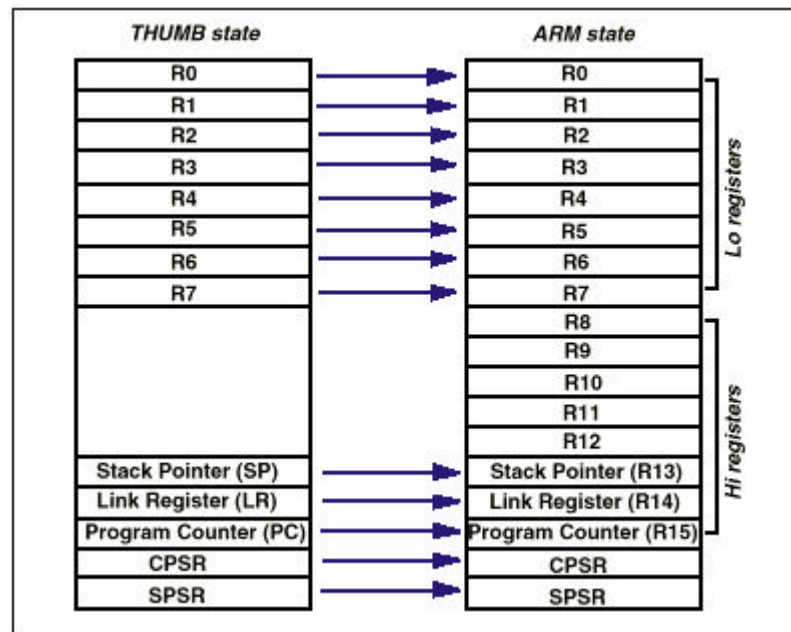 THUMB state
R0
R1
R2
R3
R4
R5
R6
R7
Stack Pointer (SP)
Link Register (LR)
Program Counter (PC)
CPSR
SPSR
ARM state
R0
R1
R2
R3
R4
R5
R6
R7
R8
R9
R10
R11
R12
Stack Pointer (R13)
Link Register (R14)
Program Counter (R15)
CPSR
SPSR
Lo registers
Hi registers